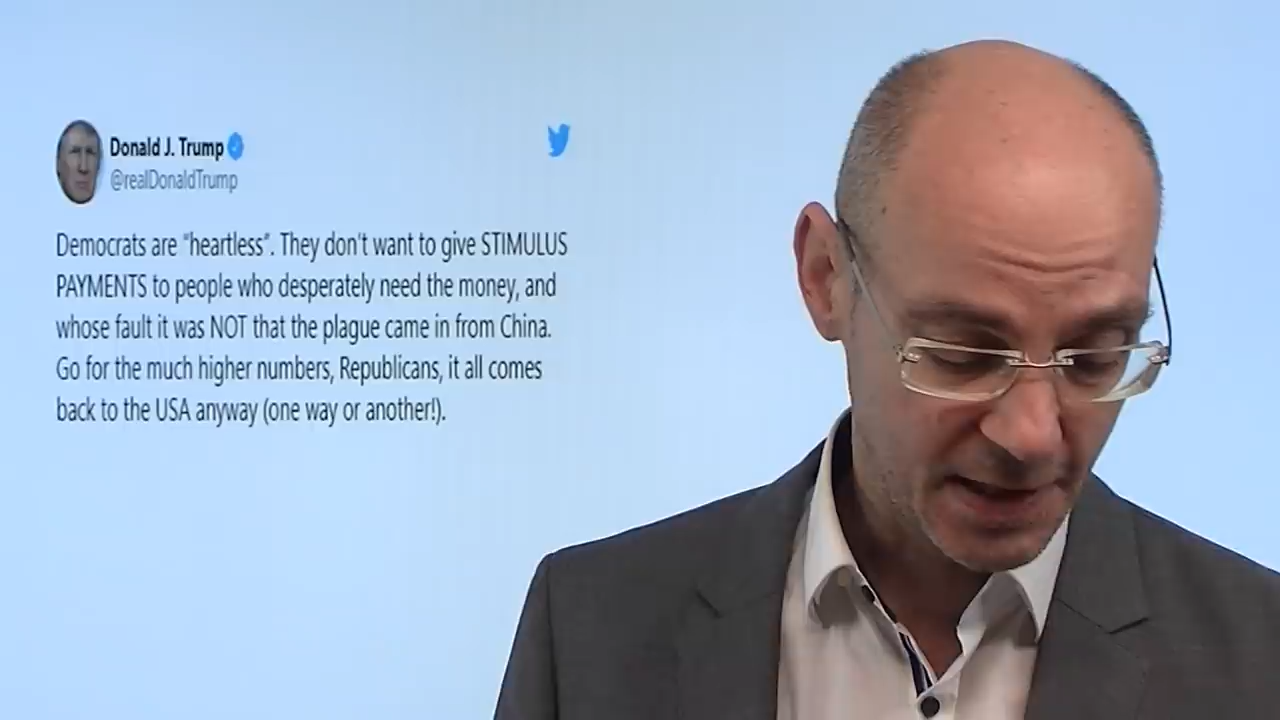 Donald J. Trump
@realDonaldTrump
Democrats are "heartless". They don't want to give STIMULUS
PAYMENTS to people who desperately need the money, and
whose fault it was NOT that the plague came in from China.
Go for the much higher numbers, Republicans, it all comes
back to the USA anyway (one way or another!).